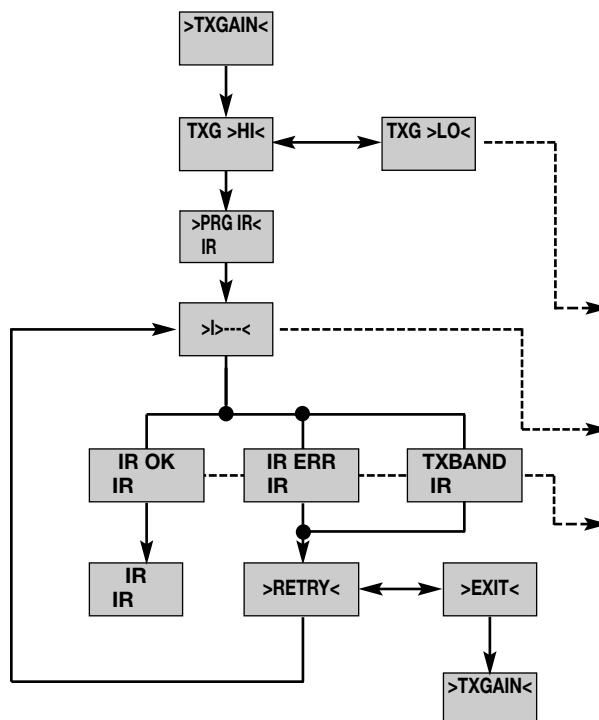 >TXGAIN<
TXG >HI<
TXG >LO<
>PRG IR<
IR
>I>---<
IR OK
IR
IR ERR
IR
TXBAND
IR
IR
IR
>RETRY<
>EXIT<
>TXGAIN<